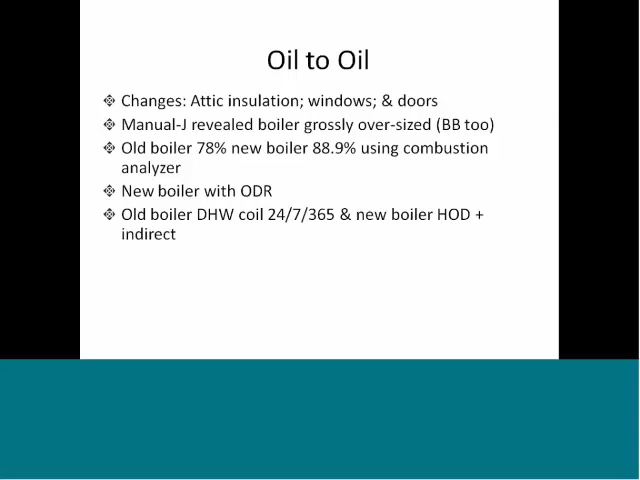 Oil to Oil
Changes: Attic insulation; windows; & doors
Manual-J revealed boiler grossly over-sized (BB too)
Old boiler 78% new boiler 88.9% using combustion
analyzer
New boiler with ODR
Old boiler DHW coil 24/7/365 & new boiler HOD +
indirect